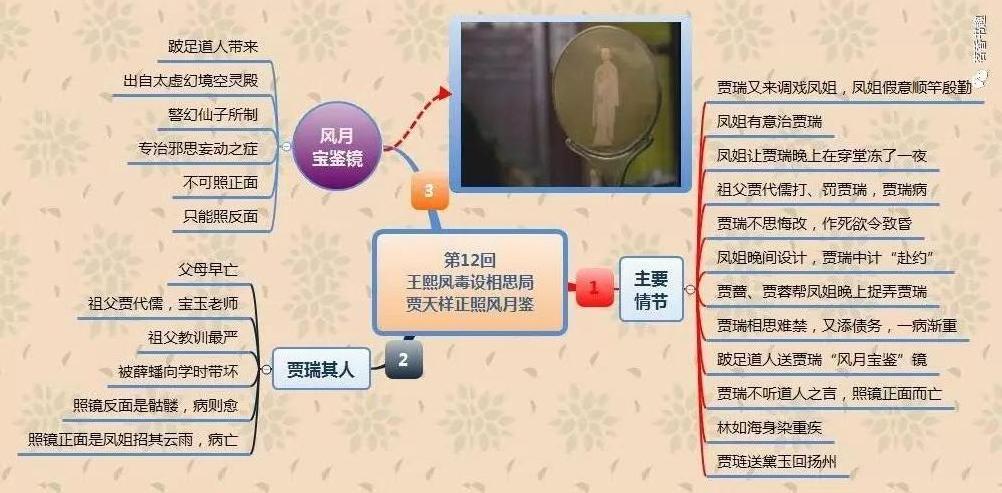 第12回
王熙凤毒设相思局
贾天样正照风月鉴
1
主要
情节
贾瑞又来调戏凤姐，凤姐假意顺竿殷勤
凤姐有意治贾瑞
凤姐让贾瑞晚上在穿堂冻了一夜
祖父贾代儒打、罚贾瑞，贾瑞病
贾瑞不思悔改，作死欲令致昏
凤姐晚间设计，贾瑞中计“赴约”
贾蔷、贾蓉帮凤姐晚上捉弄贾瑞
贾瑞相思难禁，又添债务，一病渐重
跛足道人送贾瑞“风月宝鉴”镜
贾瑞不听道人之言，照镜正面而亡
林如海身染重疾
贾琏送黛玉回扬州
2
贾瑞其人
父母早亡
祖父贾代儒，宝玉老师
祖父教训最严
被薛蟠向学时带坏
照镜反面是骷髅，病则愈
照镜正面是凤姐招其云雨，病亡
3
风月
宝鉴镜
跛足道人带来
出自太虚幻境空灵殿
警幻仙子所制
专治邪思妄动之症
不可照正面
只能照反面